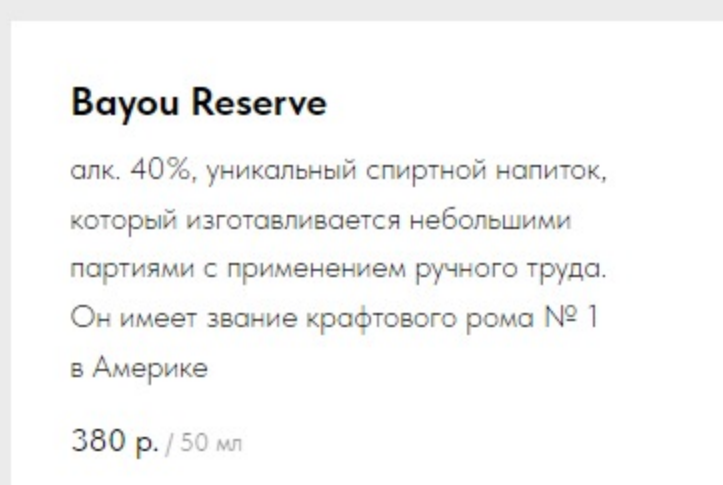 Bayou Reserve
алк. 40%, уникальный спиртной напиток,
который изготавливается небольшими
партиями с применением ручного труда.
Он имеет звание крафтового рома № 1
в Америке
380 р. / 50 мл